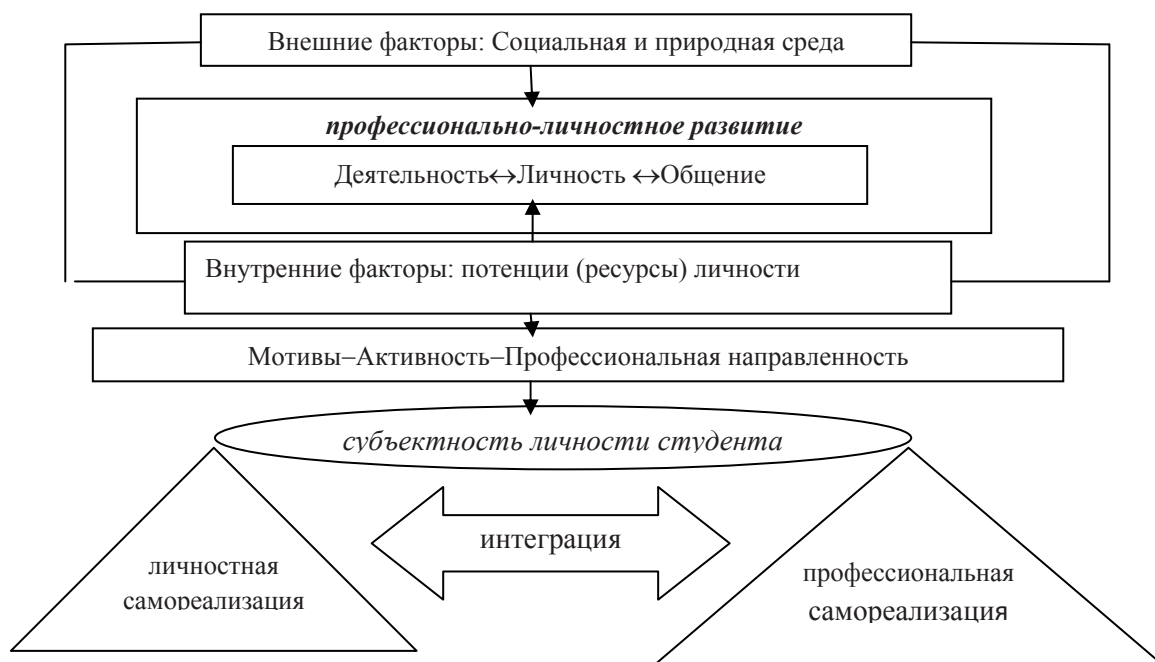 Внешние факторы: Социальная и природная среда
профессионально-личностное развитие
Деятельность↔Личность ↔Общение
Внутренние факторы: потенции (ресурсы) личности
Мотивы–Активность–Профессиональная направленность
субъектность личности студента
интеграция
личностная
самореализация
профессиональная
самореализация